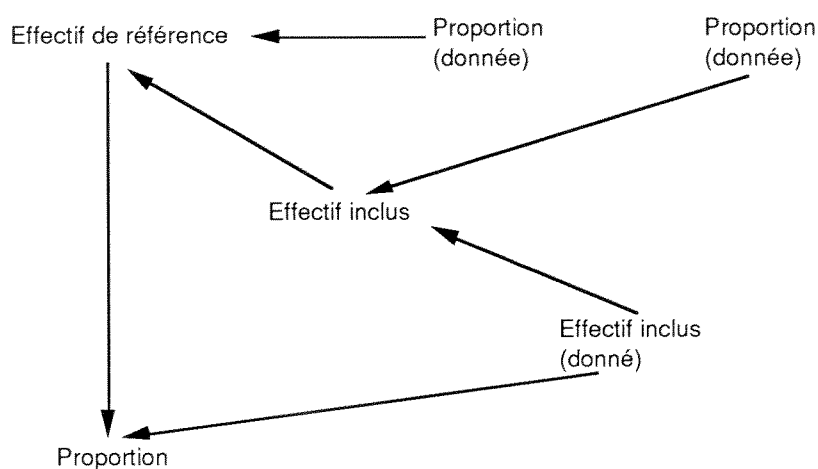 Effectif de référence
Proportion
(donnée)
Proportion
(donnée)
Effectif inclus
Effectif inclus
(donné)
Proportion